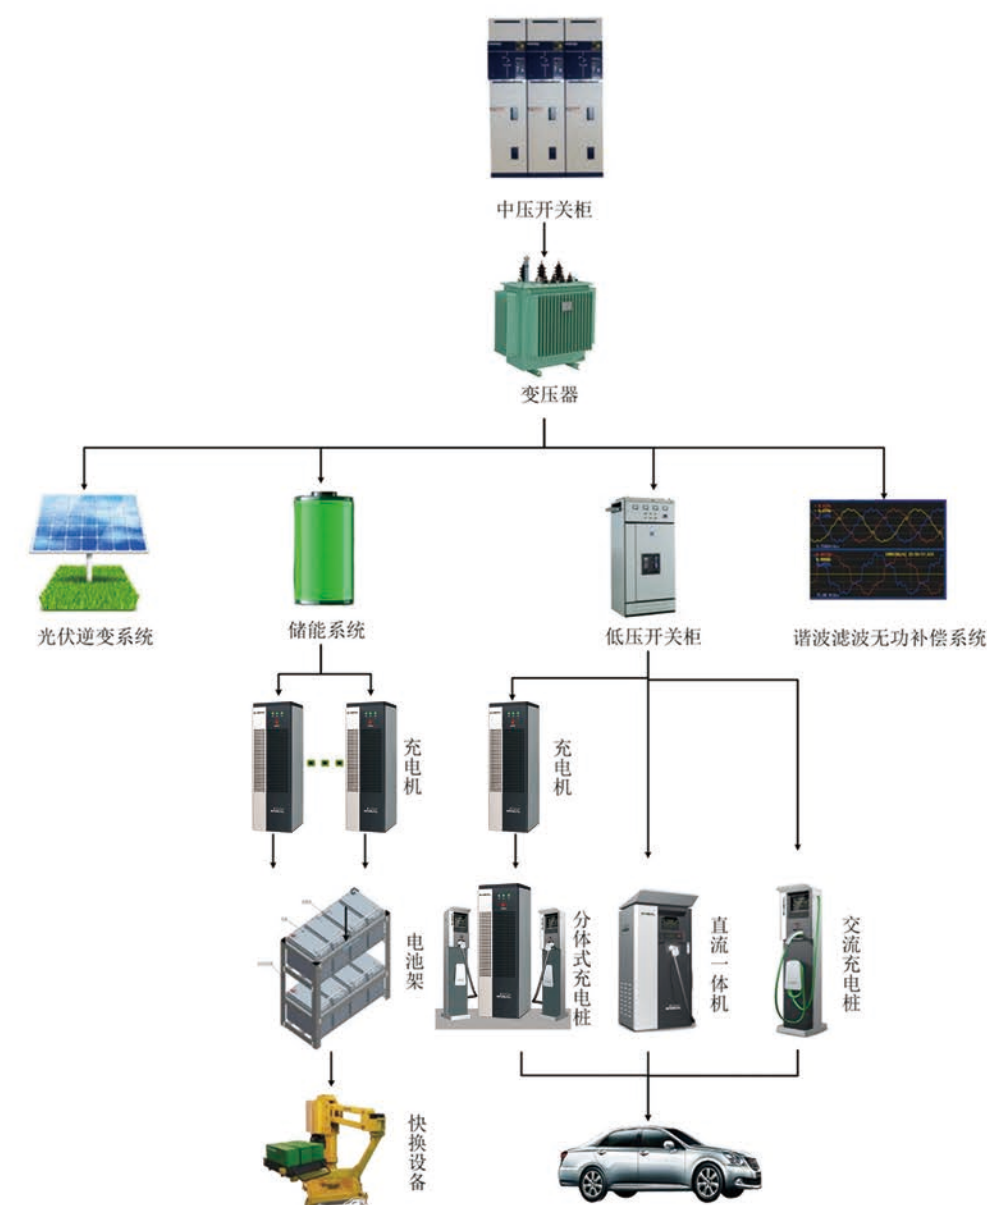 中压开关柜
变压器
光伏逆变系统
储能系统
低压开关柜
谐波滤波无功补偿系统
充电机
充电机
电池架
分体式充电桩
直流一体机
交流充电桩
快换设备